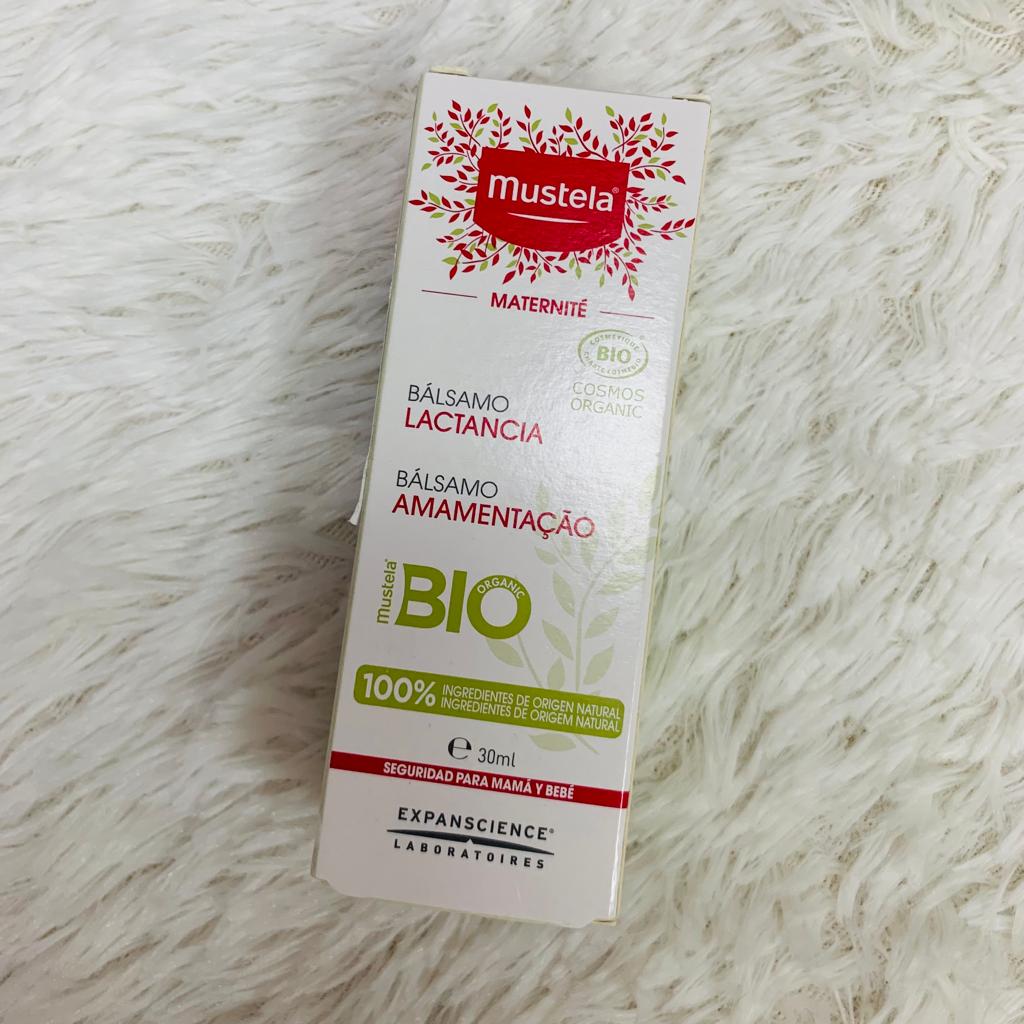 mustela®
MATERNITÉ
COSMETIQUE
BIO
CHARTE COSMEBIO
COSMOS
ORGANIC
BÁLSAMO
LACTANCIA
BÁLSAMO
AMAMENTAÇÃO
mustela®
BIO
ORGANIC
100% INGREDIENTES DE ORIGEN NATURAL
INGREDIENTES DE ORIGEM NATURAL
℮ 30ml
SEGURIDAD PARA MAMÁ Y BEBÉ
EXPANSCIENCE®
LABORATOIRES